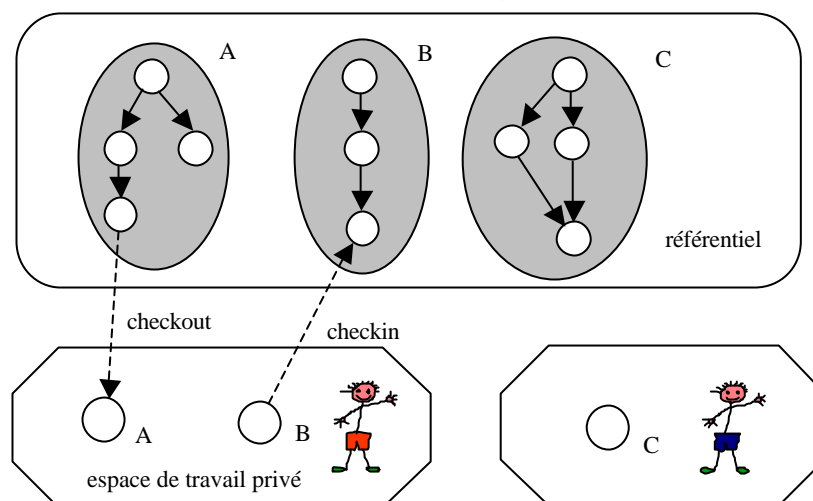 A
B
C
référentiel
checkout
checkin
A
B
C
espace de travail privé